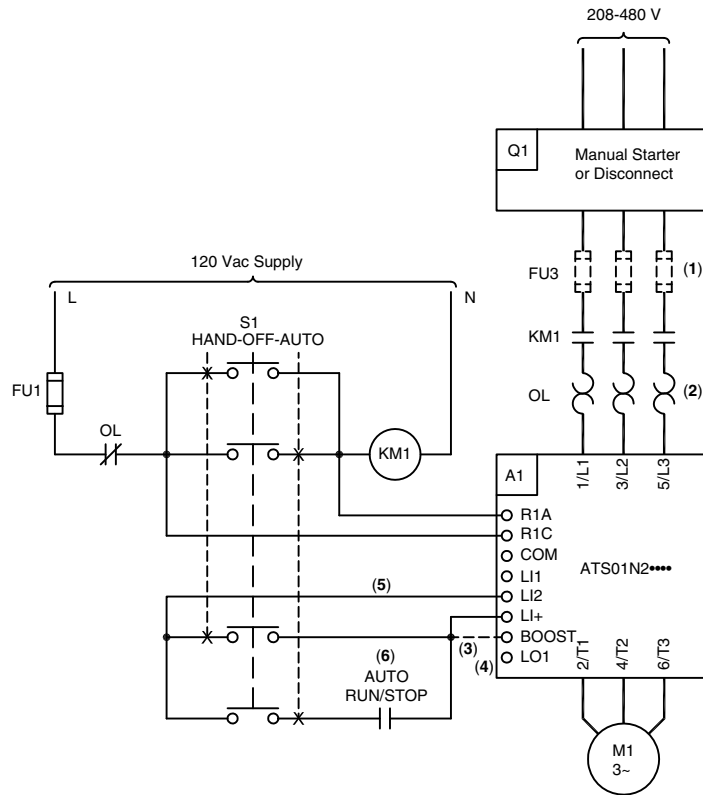 208-480 V
Q1
Manual Starter
or Disconnect
120 Vac Supply
FU3
(1)
L
N
S1
HAND-OFF-AUTO
KM1
FU1
OL
(2)
OL
KM1
A1
1/L1
3/L2
5/L3
R1A
R1C
COM
ATS01N2••••
LI1
(5)
LI2
LI+
BOOST
(3)
(6)
(4)
LO1
AUTO
RUN/STOP
2/T1
4/T2
6/T3
M1
3~